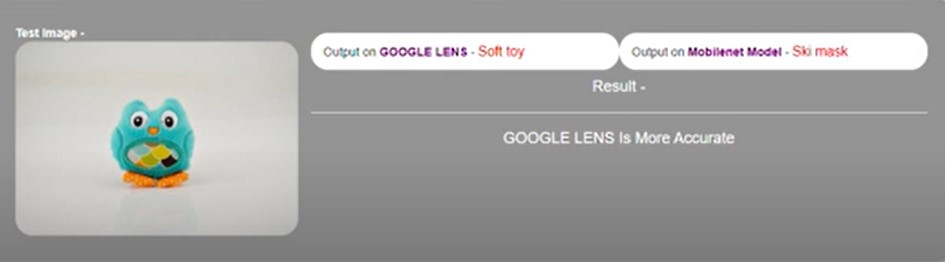 Test Image -
Output on GOOGLE LENS - Soft toy
Output on Mobilenet Model - Ski mask
Result -
GOOGLE LENS Is More Accurate